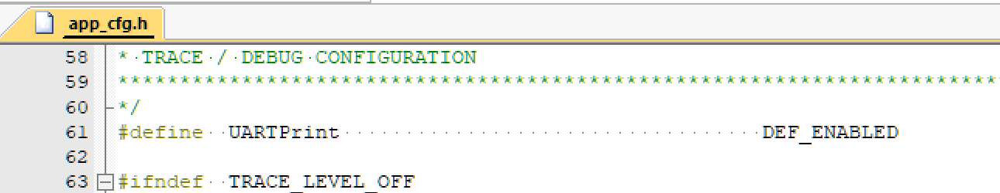 app_cfg.h
58 * TRACE / DEBUG CONFIGURATION
59 ************************************************************************
60 */
61 #define  UARTPrint                                  DEF_ENABLED
62
63 #ifndef  TRACE_LEVEL_OFF